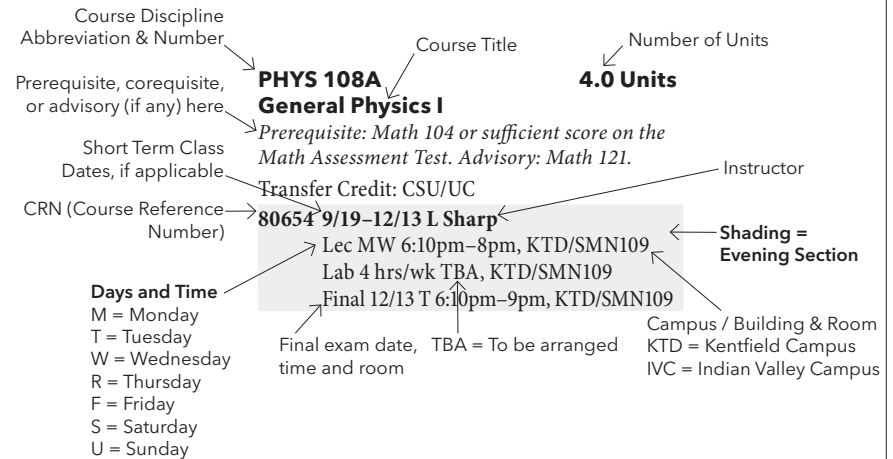 Course Discipline
Abbreviation & Number
Course Title
Number of Units
PHYS 108A 4.0 Units
General Physics I
Prerequisite, corequisite,
or advisory (if any) here
Prerequisite: Math 104 or sufficient score on the
Math Assessment Test. Advisory: Math 121.
Short Term Class
Dates, if applicable
Instructor
Transfer Credit: CSU/UC
CRN (Course Reference
Number)
80654 9/19–12/13 L Sharp
Lec MW 6:10pm–8pm, KTD/SMN109
Lab 4 hrs/wk TBA, KTD/SMN109
Final 12/13 T 6:10pm–9pm, KTD/SMN109
Shading =
Evening Section
Days and Time
M = Monday
T = Tuesday
W = Wednesday
R = Thursday
F = Friday
S = Saturday
U = Sunday
Final exam date,
time and room
TBA = To be arranged
Campus / Building & Room
KTD = Kentfield Campus
IVC = Indian Valley Campus